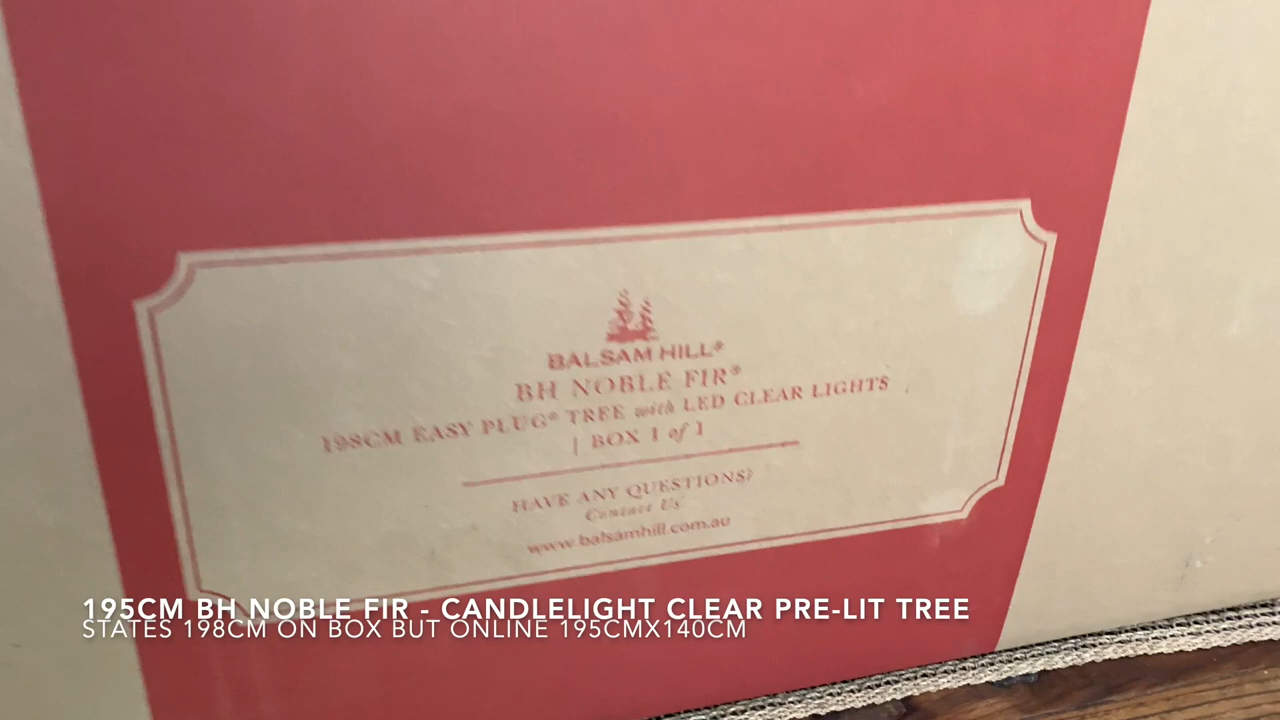 BALSAM HILL®
BH NOBLE FIR®
198CM EASY PLUG® TREE with LED CLEAR LIGHTS
| BOX 1 of 1
HAVE ANY QUESTIONS?
Contact Us
www.balsamhill.com.au
195CM BH NOBLE FIR - CANDLELIGHT CLEAR PRE-LIT TREE
STATES 198CM ON BOX BUT ONLINE 195CMX140CM